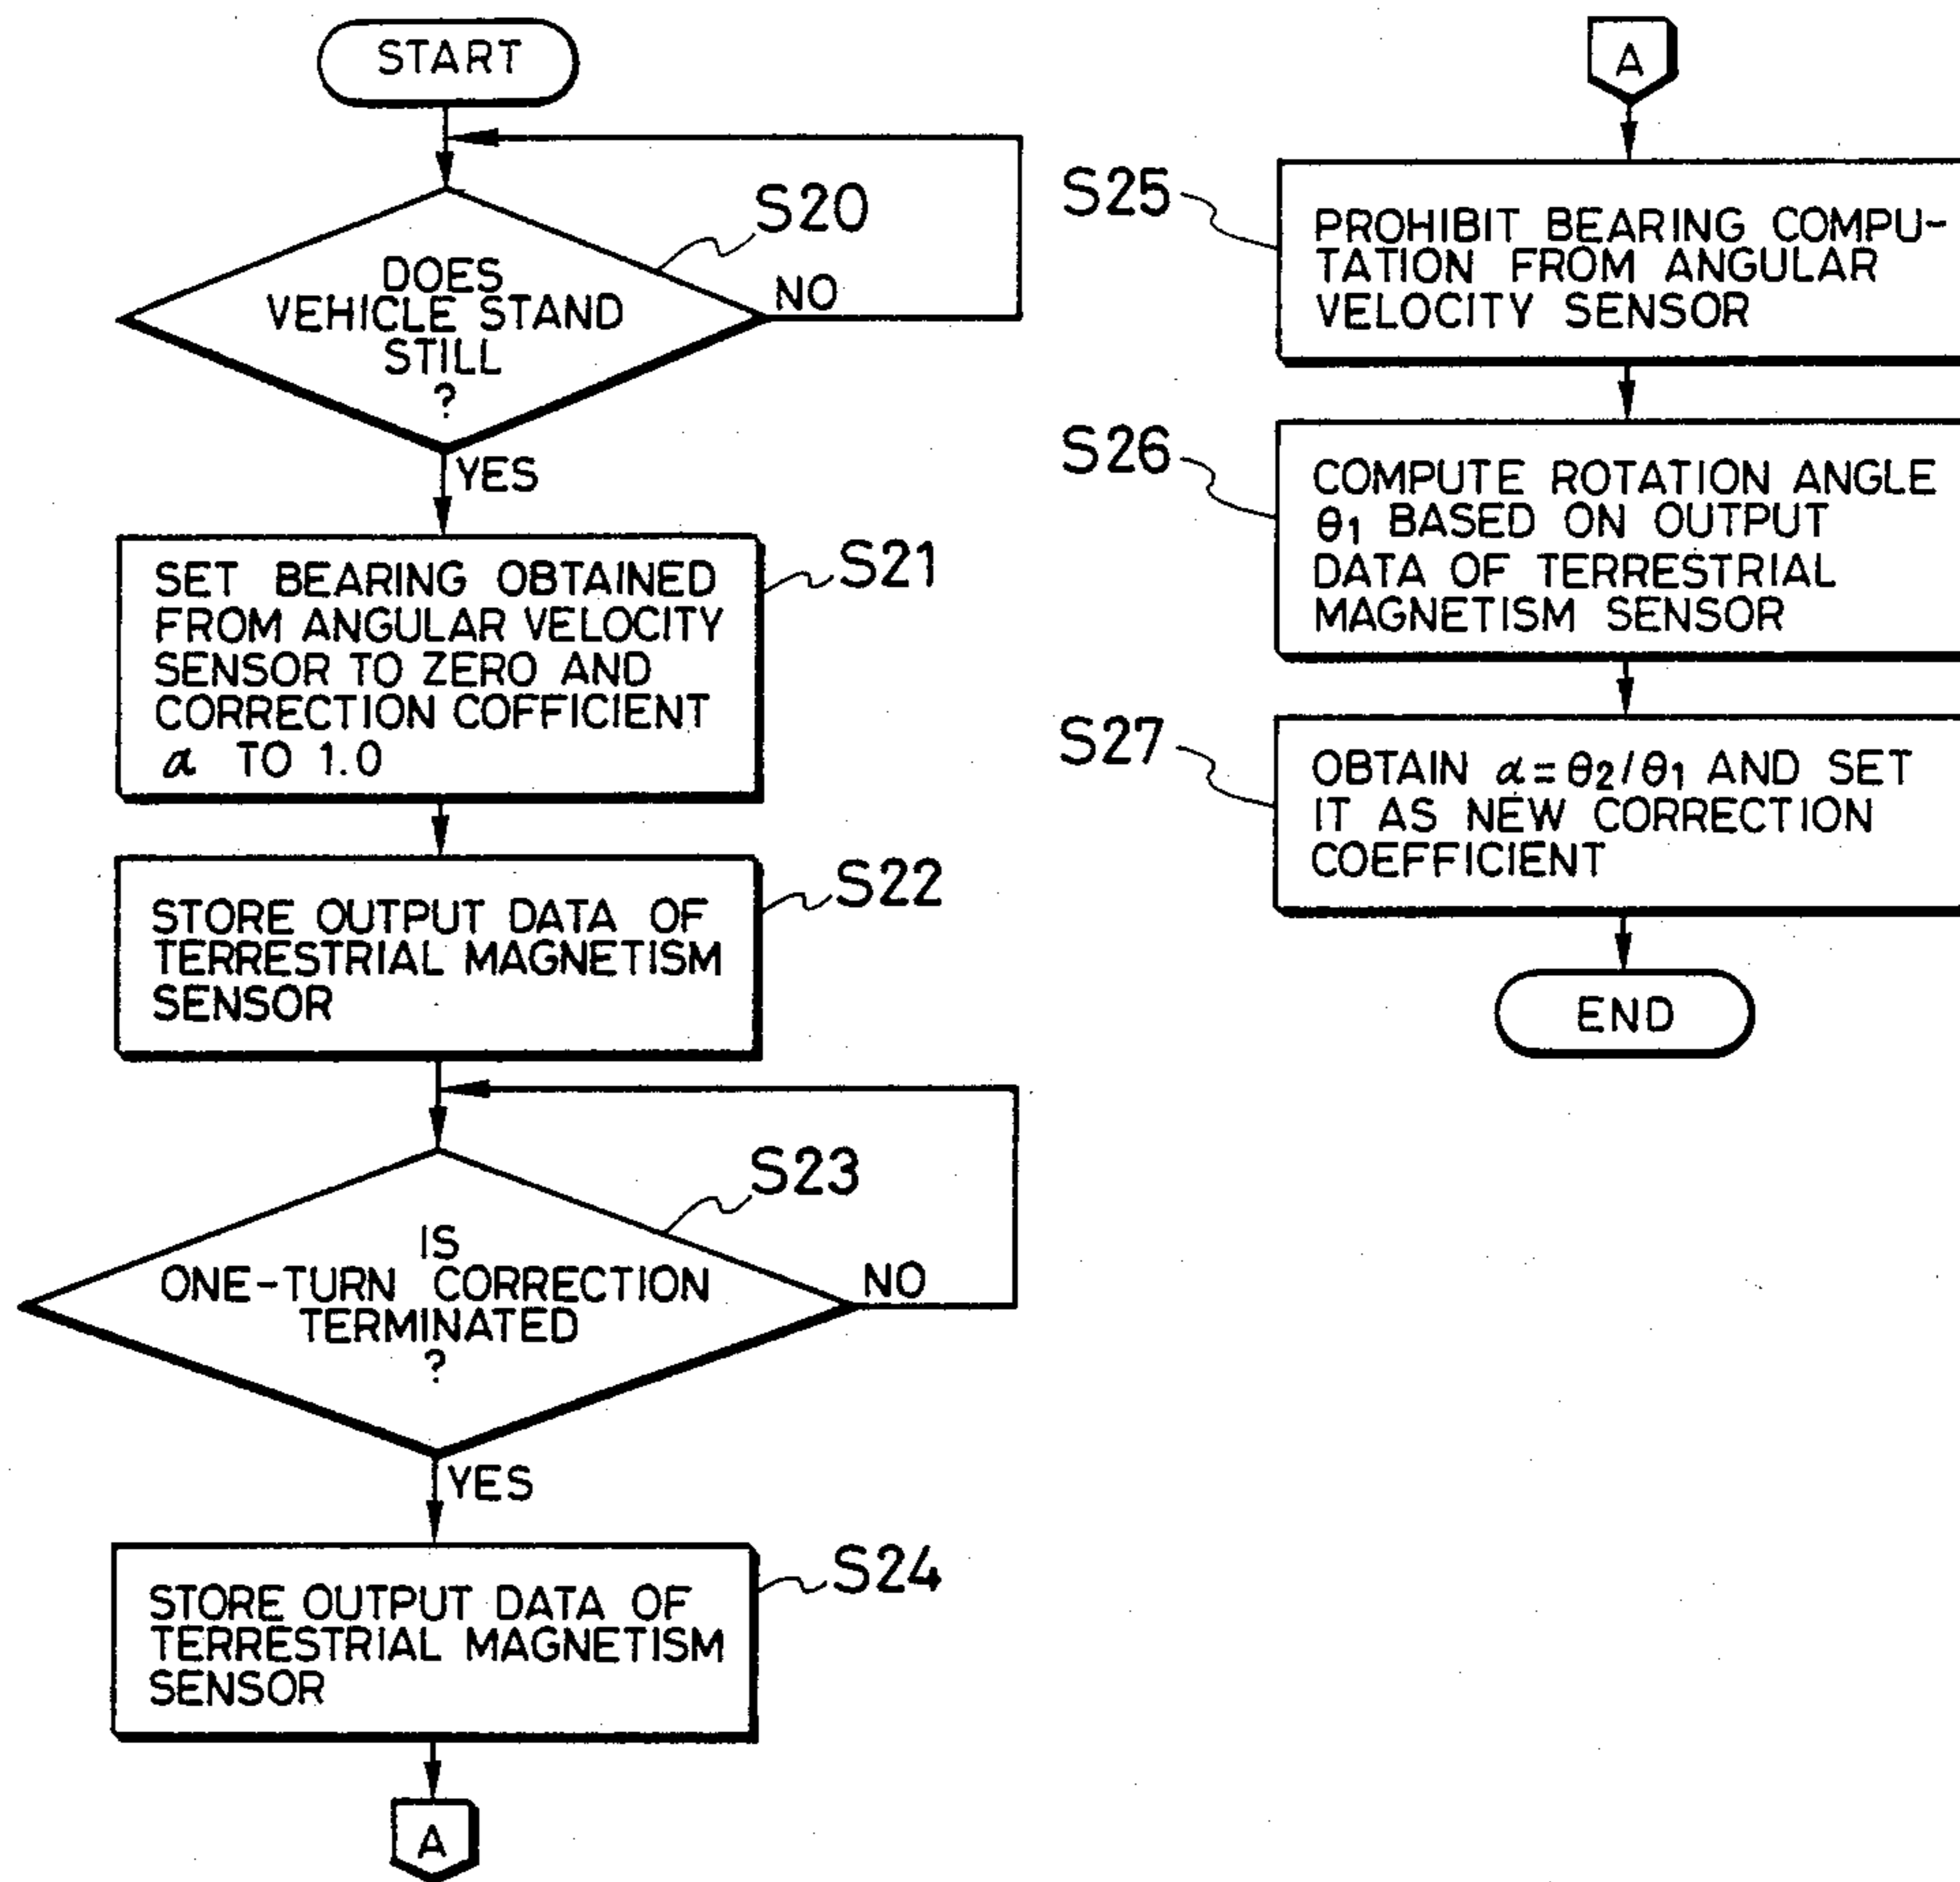 START
S20
DOES
VEHICLE STAND
STILL
?
NO
YES
S21
SET BEARING OBTAINED
FROM ANGULAR VELOCITY
SENSOR TO ZERO AND
CORRECTION COFFICIENT
α TO 1.0
S22
STORE OUTPUT DATA OF
TERRESTRIAL MAGNETISM
SENSOR
S23
IS
ONE-TURN CORRECTION
TERMINATED
?
NO
YES
S24
STORE OUTPUT DATA OF
TERRESTRIAL MAGNETISM
SENSOR
A
A
S25
PROHIBIT BEARING COMPU-
TATION FROM ANGULAR
VELOCITY SENSOR
S26
COMPUTE ROTATION ANGLE
θ1 BASED ON OUTPUT
DATA OF TERRESTRIAL
MAGNETISM SENSOR
S27
OBTAIN α=θ2/θ1 AND SET
IT AS NEW CORRECTION
COEFFICIENT
END